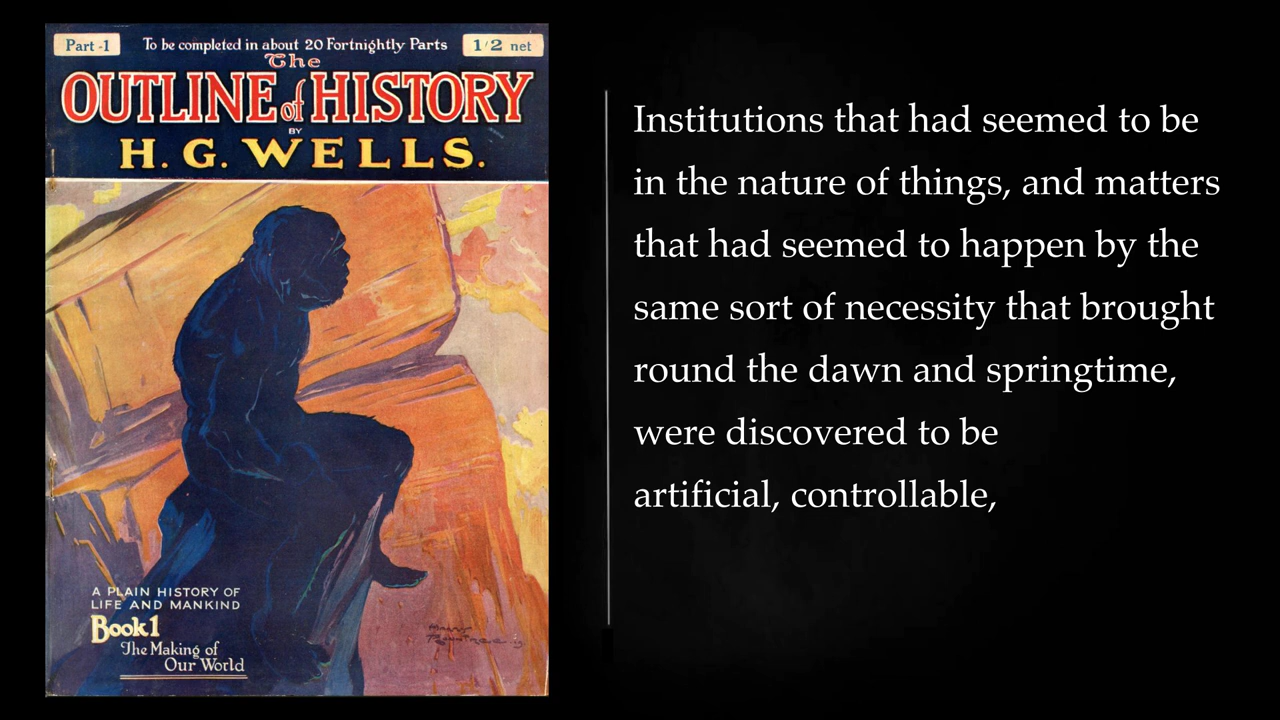 Part -1
To be completed in about 20 Fortnightly Parts
1/2 net
The
OUTLINE of HISTORY
BY
H. G. WELLS.
A PLAIN HISTORY OF
LIFE AND MANKIND
Book 1
The Making of
Our World
Institutions that had seemed to be
in the nature of things, and matters
that had seemed to happen by the
same sort of necessity that brought
round the dawn and springtime,
were discovered to be
artificial, controllable,